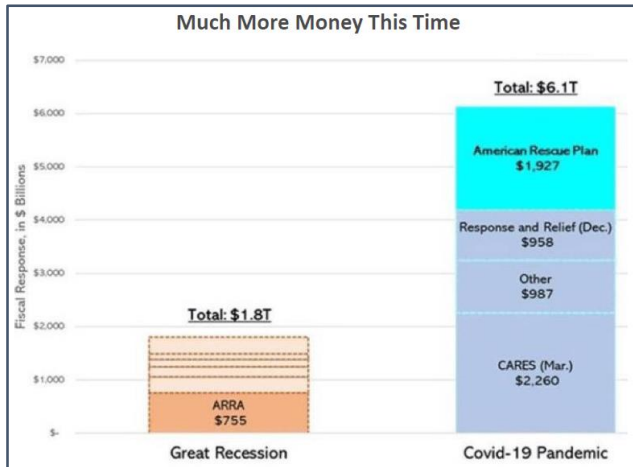 Much More Money This Time
Fiscal Response, in $ Billions
$7,000
$6,000
$5,000
$4,000
$3,000
$2,000
$1,000
$-
Total: $1.8T
ARRA
$755
Great Recession
Total: $6.1T
American Rescue Plan
$1,927
Response and Relief (Dec.)
$958
Other
$987
CARES (Mar.)
$2,260
Covid-19 Pandemic